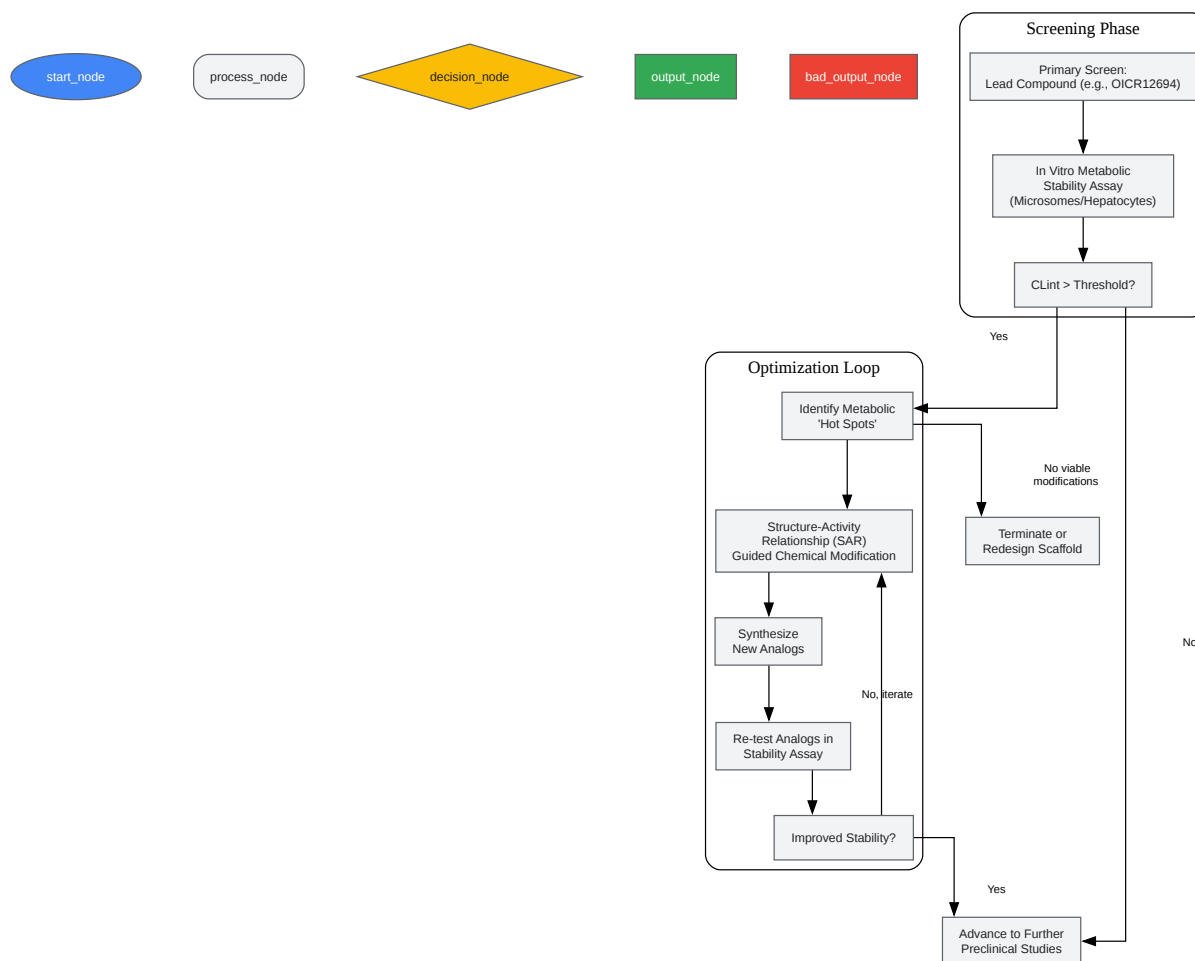 start_node
process_node
decision_node
output_node
bad_output_node
Screening Phase
Primary Screen:
Lead Compound (e.g., OICR12694)
In Vitro Metabolic
Stability Assay
(Microsomes/Hepatocytes)
CLint > Threshold?
Yes
Optimization Loop
Identify Metabolic
'Hot Spots'
No viable
modifications
Structure-Activity
Relationship (SAR)
Guided Chemical Modification
Terminate or
Redesign Scaffold
Synthesize
New Analogs
No
No, iterate
Re-test Analogs in
Stability Assay
Improved Stability?
Yes
Advance to Further
Preclinical Studies